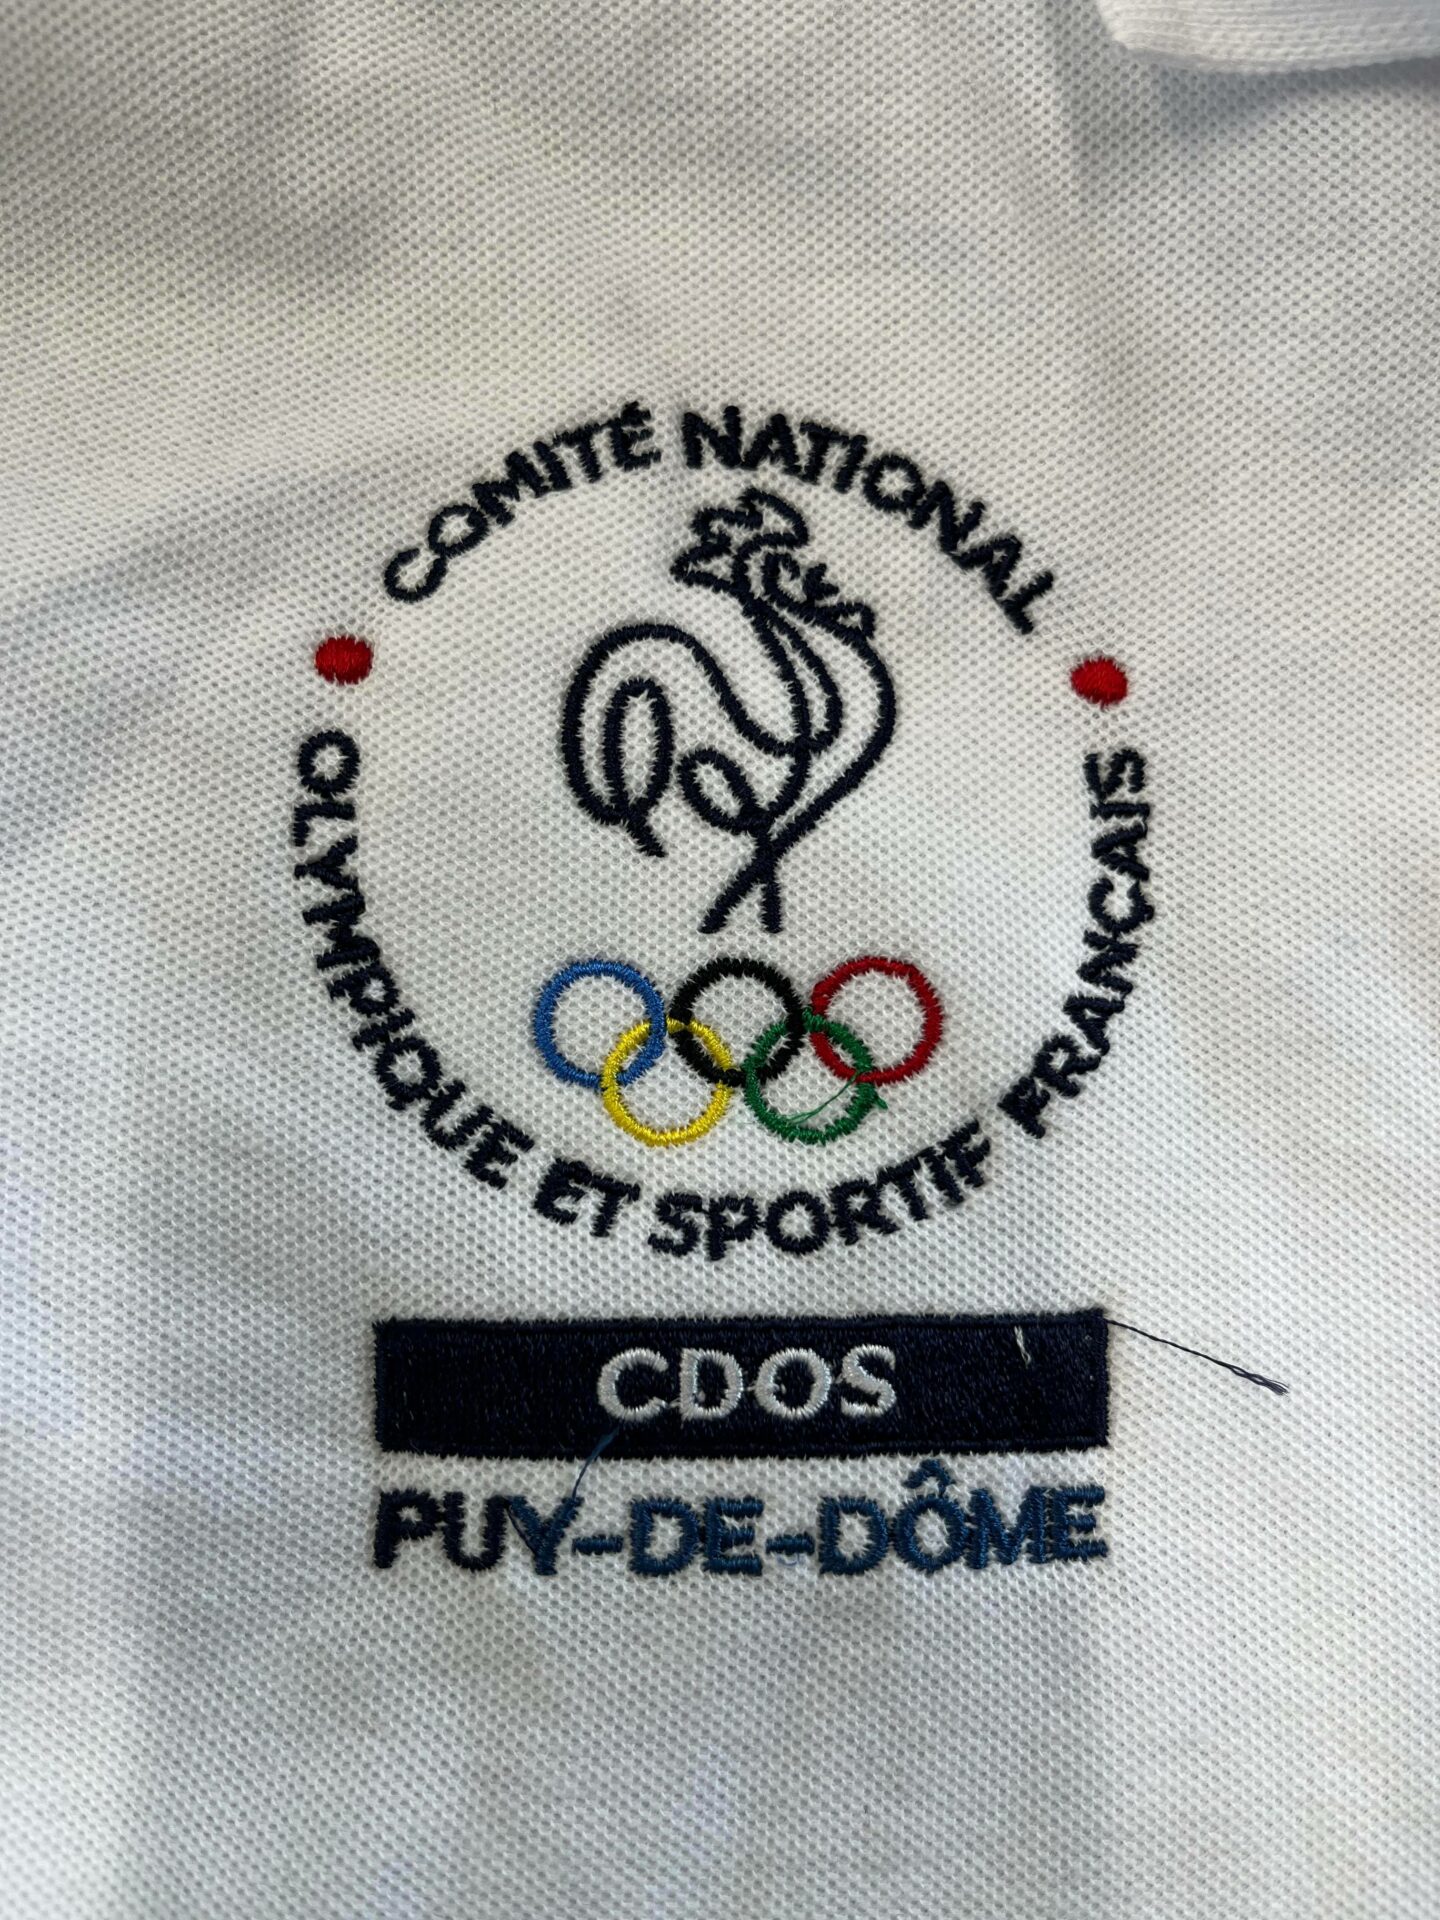 COMITÉ NATIONAL
OLYMPIQUE ET SPORTIF FRANÇAIS
CDOS
PUY-DE-DÔME